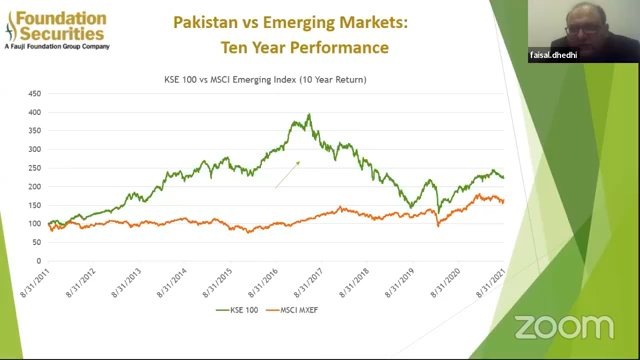 Foundation
Securities
A Fauji Foundation Group Company
Pakistan vs Emerging Markets:
Ten Year Performance
faisal.dhedhi
KSE 100 vs MSCI Emerging Index (10 Year Return)
450
400
350
300
250
200
150
100
50
0
8/31/2011
8/31/2012
8/31/2013
8/31/2014
8/31/2015
8/31/2016
8/31/2017
8/31/2018
8/31/2019
8/31/2020
8/31/2021
KSE 100
MSCI MXEF
zoom